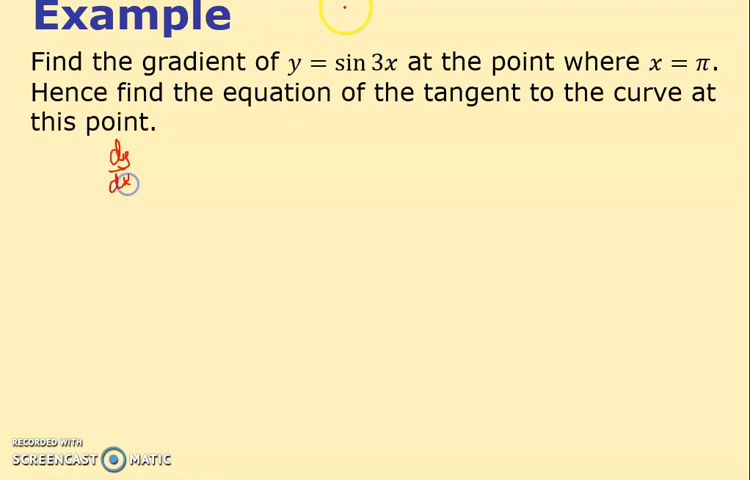 Example
Find the gradient of y = sin 3x at the point where x = π.
Hence find the equation of the tangent to the curve at
this point.
dy
dx
RECORDED WITH
SCREENCAST MATIC